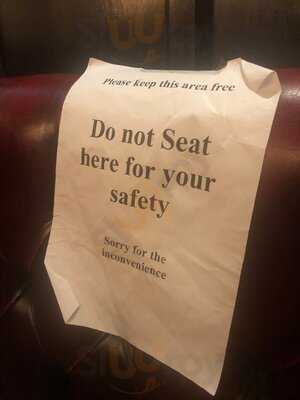 Please keep this area free
Do not Seat
here for your
safety
Sorry for the
inconvenience